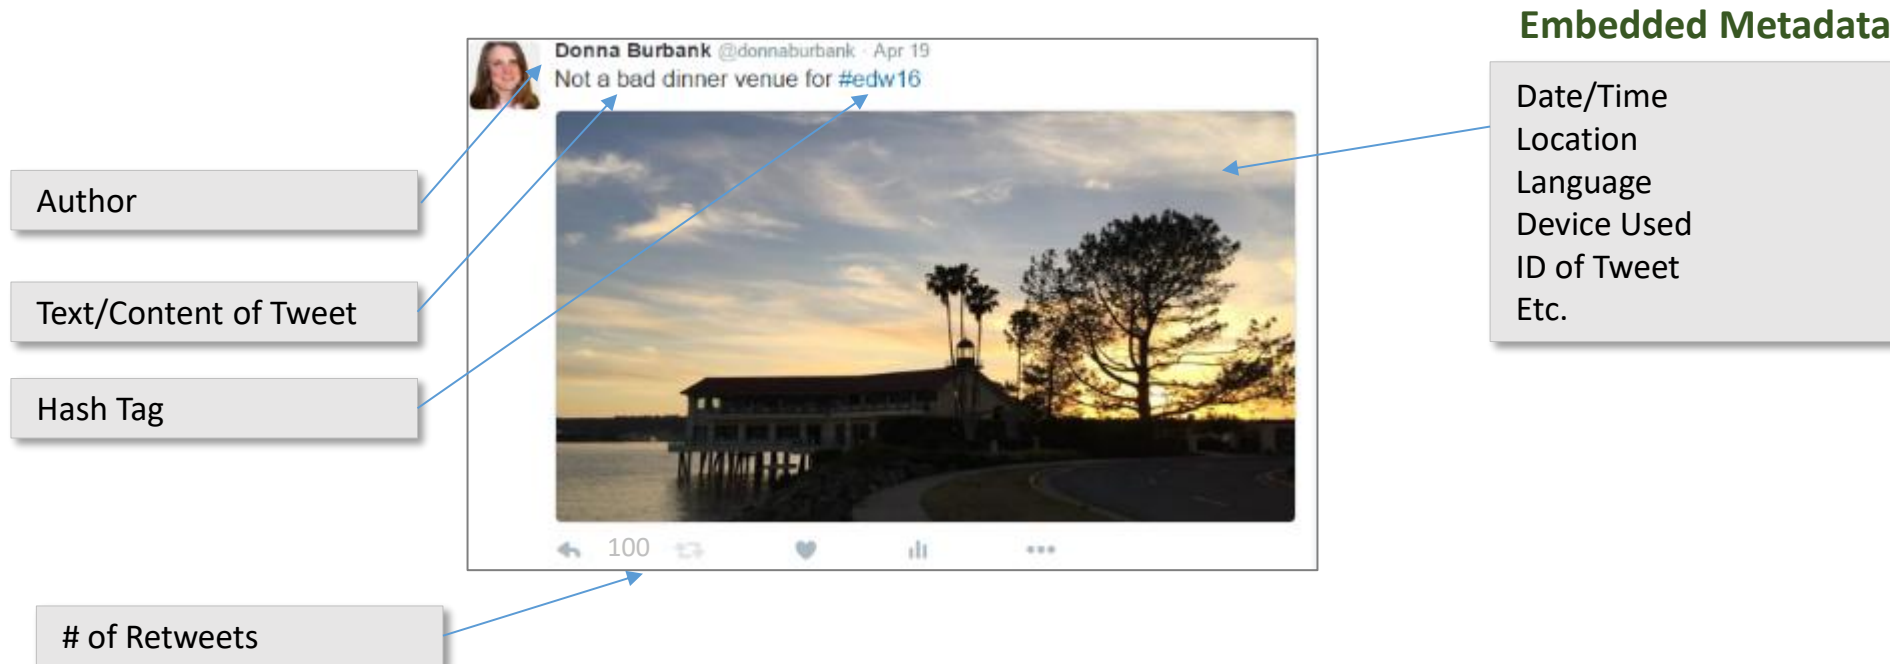 Embedded Metadata
Donna Burbank @donnaburbank · Apr 19
Not a bad dinner venue for #edw16
Date/Time
Location
Language
Device Used
ID of Tweet
Etc.
Author
Text/Content of Tweet
Hash Tag
100
# of Retweets